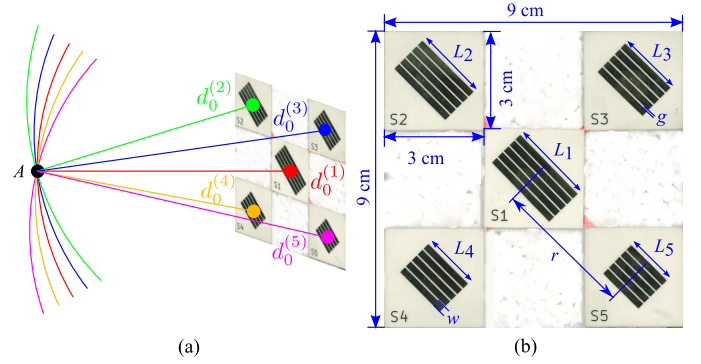 A
d₀⁽²⁾
d₀⁽³⁾
d₀⁽¹⁾
d₀⁽⁴⁾
d₀⁽⁵⁾
S2
S3
S1
S4
S5
(a)
9 cm
9 cm
3 cm
3 cm
L₂
L₃
g
S2
S3
L₁
S1
r
L₄
L₅
w
S4
S5
(b)